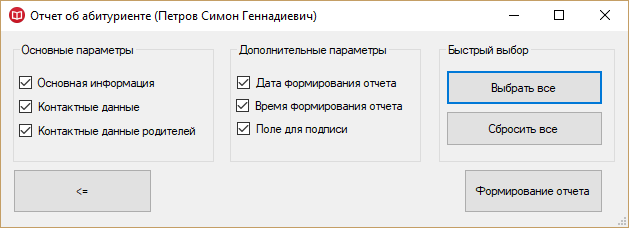 Отчет об абитуриенте (Петров Симон Геннадиевич)
Основные параметры
Основная информация
Контактные данные
Контактные данные родителей
Дополнительные параметры
Дата формирования отчета
Время формирования отчета
Поле для подписи
Быстрый выбор
Выбрать все
Сбросить все
<=
Формирование отчета